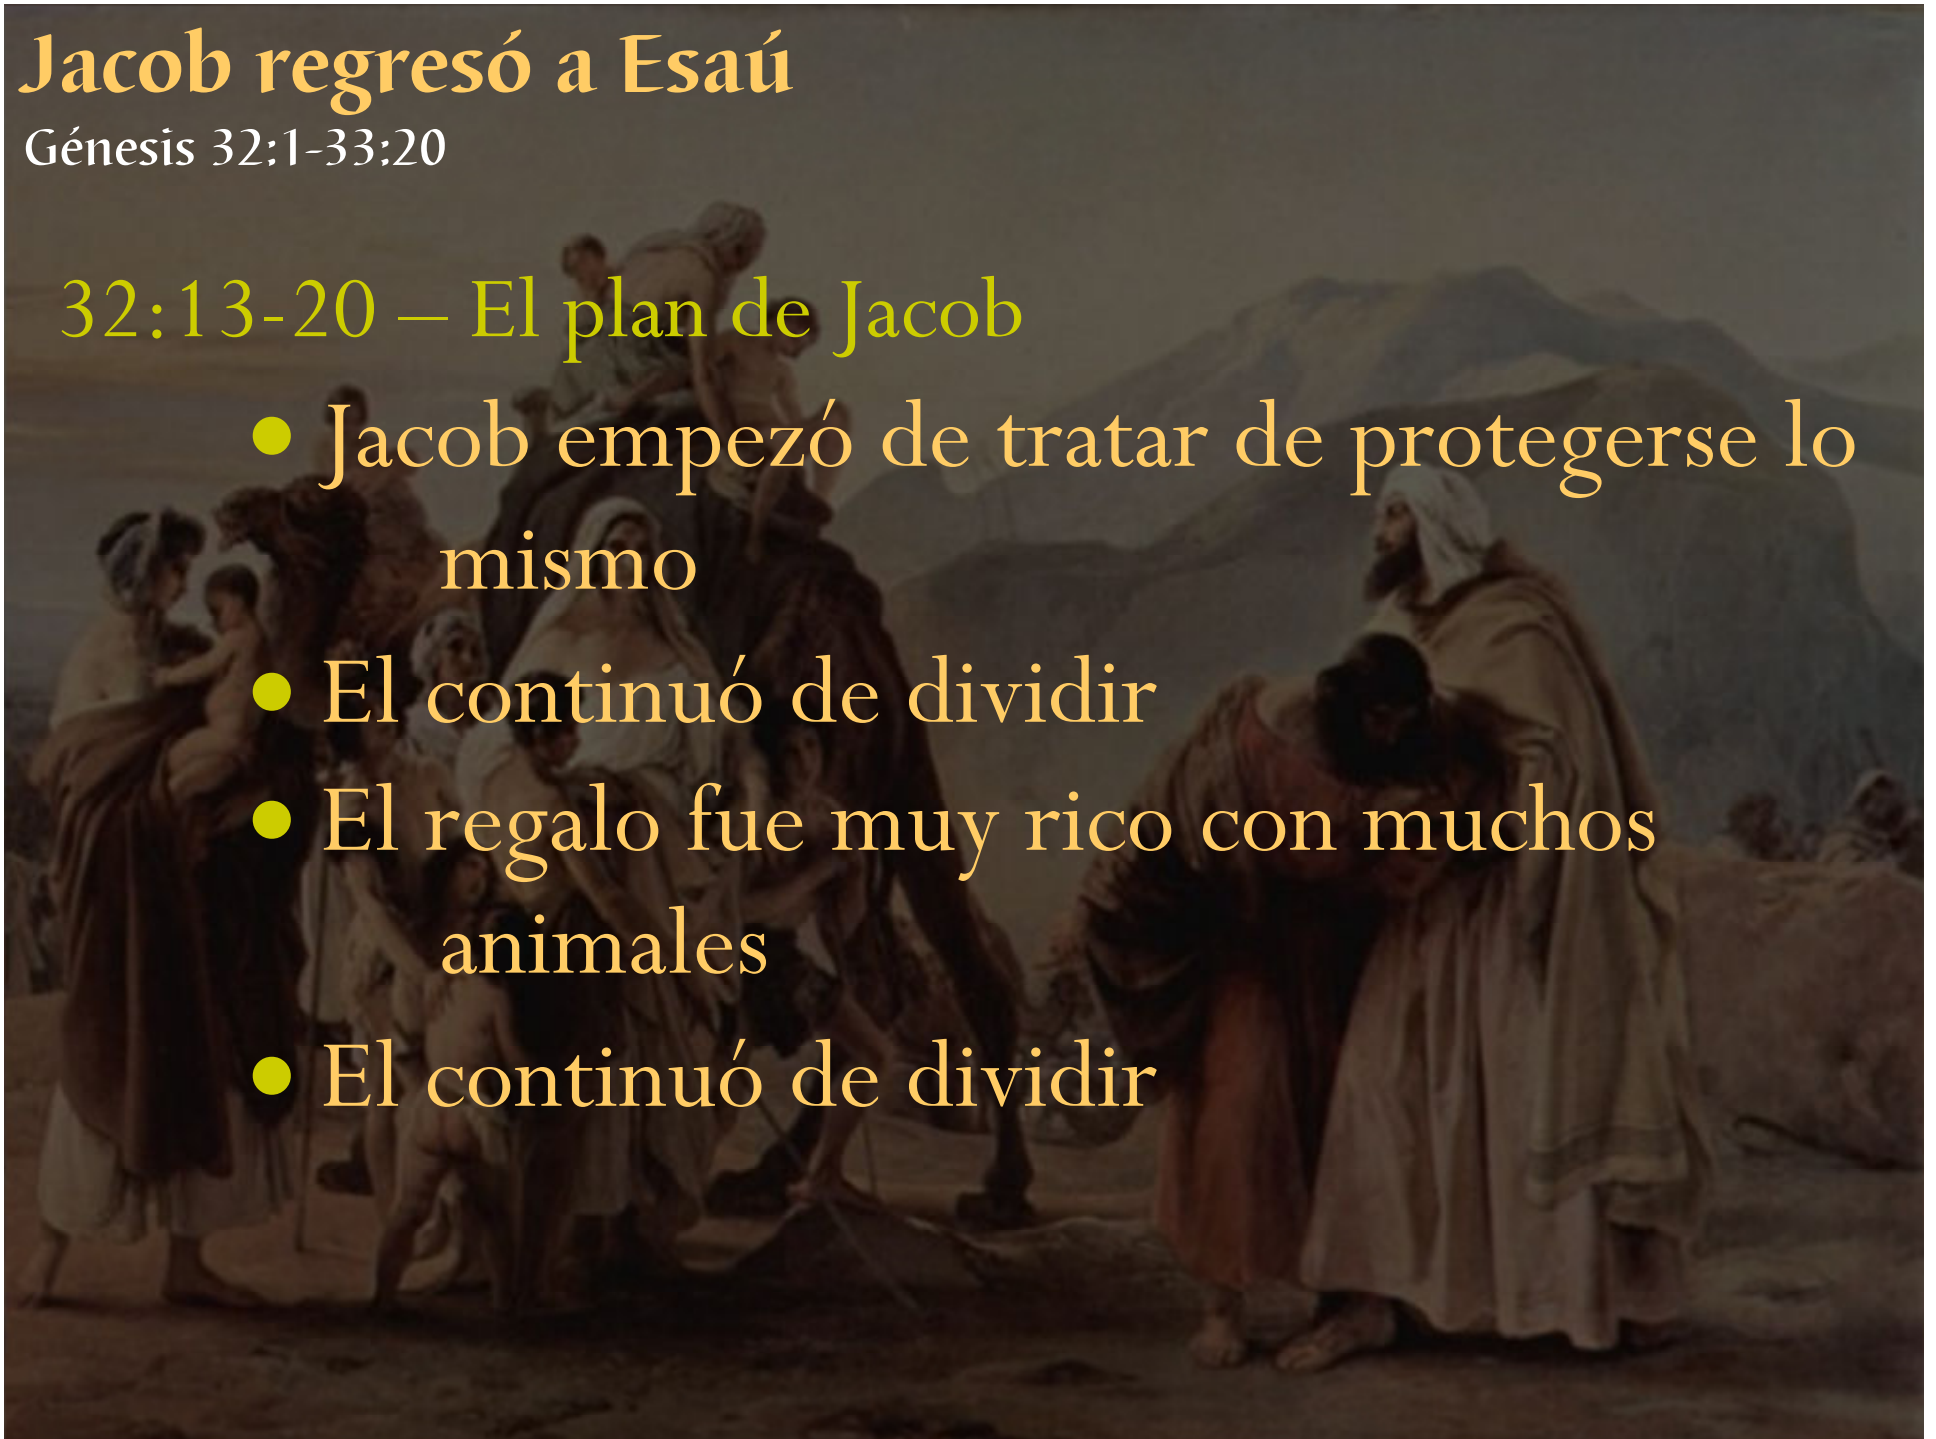 Jacob regresó a Esaú
Génesis 32:1-33:20
32:13-20 – El plan de Jacob
● Jacob empezó de tratar de protegerse lo
mismo
● El continuó de dividir
● El regalo fue muy rico con muchos
animales
● El continuó de dividir